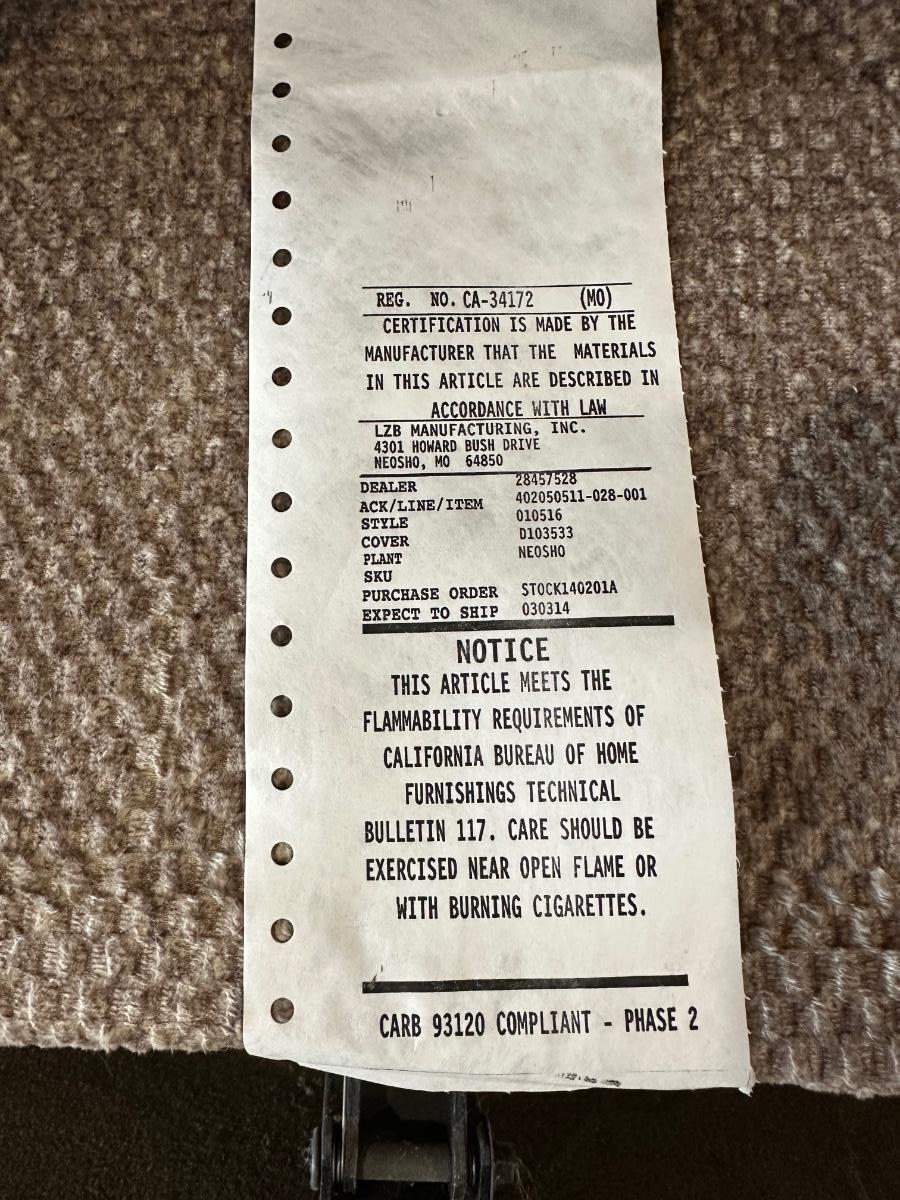 REG. NO. CA-34172 (MO)
CERTIFICATION IS MADE BY THE
MANUFACTURER THAT THE MATERIALS
IN THIS ARTICLE ARE DESCRIBED IN
ACCORDANCE WITH LAW
LZB MANUFACTURING, INC.
4301 HOWARD BUSH DRIVE
NEOSHO, MO 64850
DEALER 28457528
ACK/LINE/ITEM 402050511-028-001
STYLE 010516
COVER D103533
PLANT NEOSHO
SKU
PURCHASE ORDER STOCK140201A
EXPECT TO SHIP 030314
NOTICE
THIS ARTICLE MEETS THE
FLAMMABILITY REQUIREMENTS OF
CALIFORNIA BUREAU OF HOME
FURNISHINGS TECHNICAL
BULLETIN 117. CARE SHOULD BE
EXERCISED NEAR OPEN FLAME OR
WITH BURNING CIGARETTES.
CARB 93120 COMPLIANT - PHASE 2